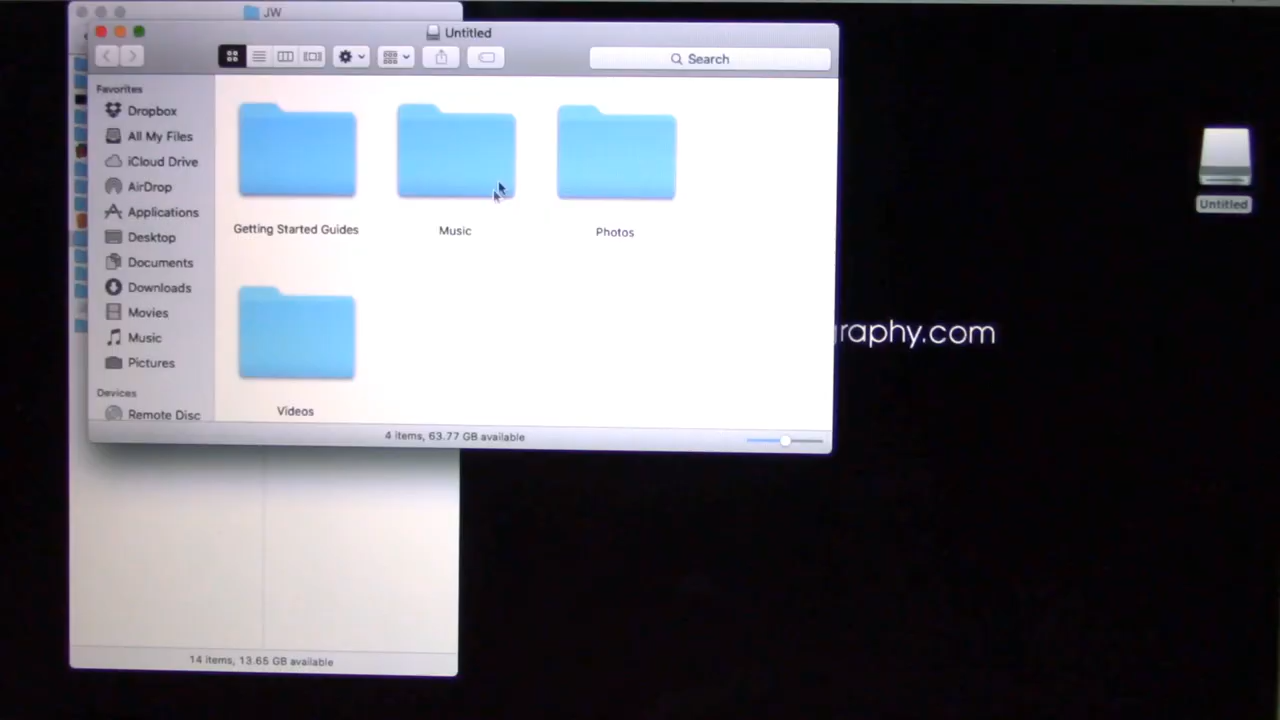 JW
Untitled
Search
Favorites
Dropbox
All My Files
iCloud Drive
AirDrop
Applications
Desktop
Documents
Downloads
Movies
Music
Pictures
Devices
Remote Disc
Getting Started Guides
Music
Photos
Videos
4 items, 63.77 GB available
14 items, 13.65 GB available
graphy.com
Untitled